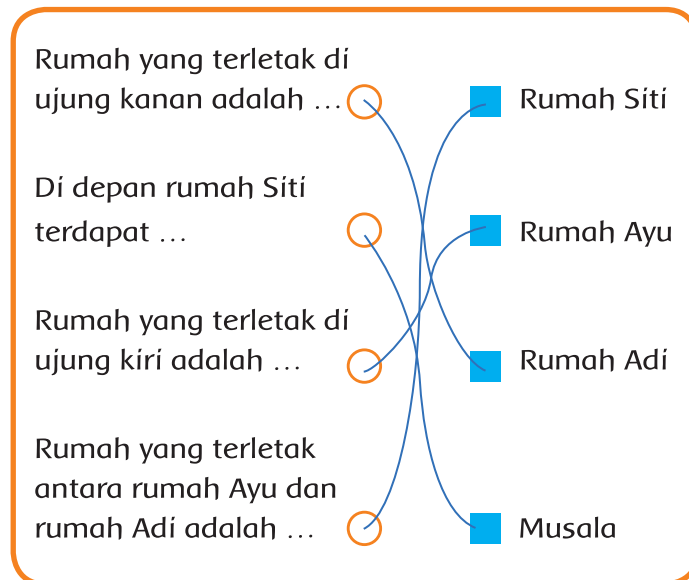 Rumah yang terletak di
ujung kanan adalah ...
Rumah Siti
Di depan rumah Siti
terdapat ...
Rumah Ayu
Rumah yang terletak di
ujung kiri adalah ...
Rumah Adi
Rumah yang terletak
antara rumah Ayu dan
rumah Adi adalah ...
Musala